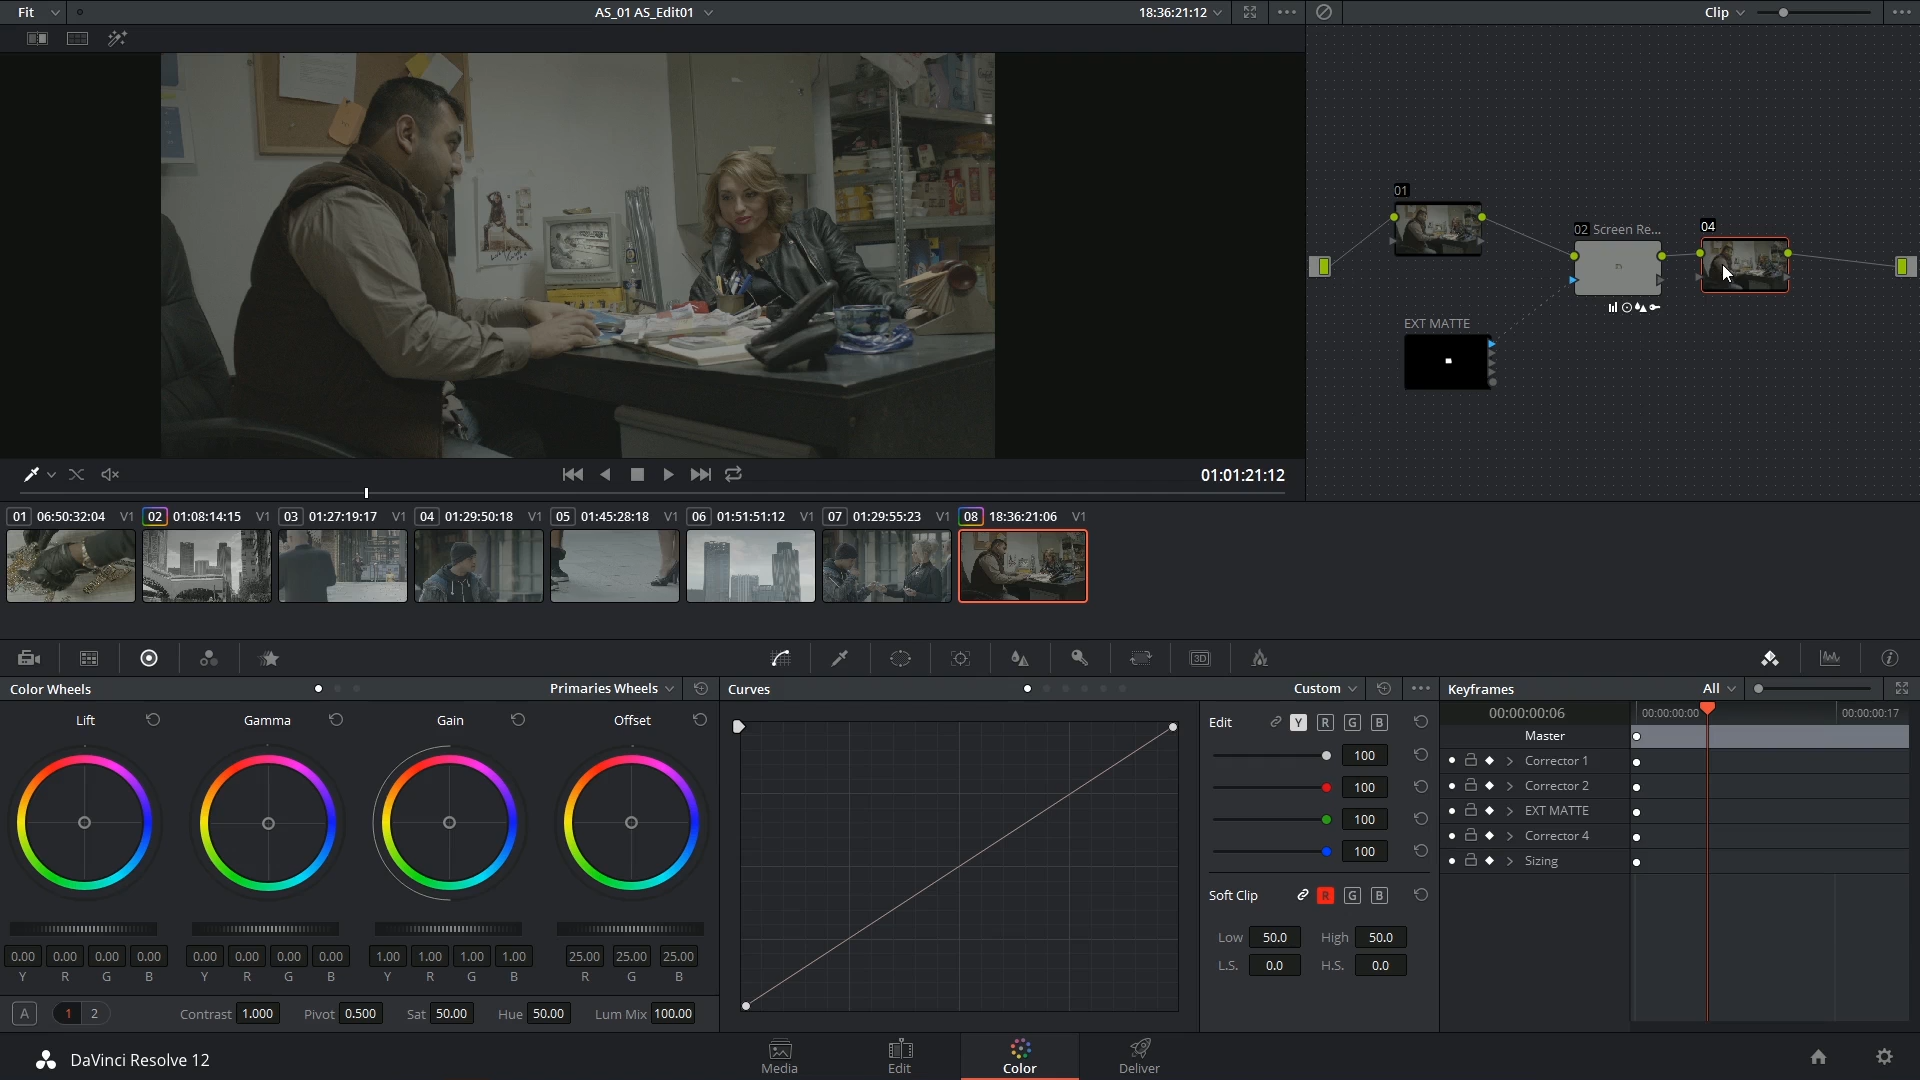 Fit
AS_01 AS_Edit01
18:36:21:12
Clip
01
02 Screen Re...
04
EXT MATTE
01:01:21:12
01 06:50:32:04 V1
02 01:08:14:15 V1
03 01:27:19:17 V1
04 01:29:50:18 V1
05 01:45:28:18 V1
06 01:51:51:12 V1
07 01:29:55:23 V1
08 18:36:21:06 V1
3D
Color Wheels
Primaries Wheels
Lift
Gamma
Gain
Offset
0.00 0.00 0.00 0.00
Y R G B
0.00 0.00 0.00 0.00
Y R G B
1.00 1.00 1.00 1.00
Y R G B
25.00 25.00 25.00
R G B
A 1 2
Contrast 1.000
Pivot 0.500
Sat 50.00
Hue 50.00
Lum Mix 100.00
Curves
Custom
Edit Y R G B
100
100
100
100
Soft Clip R G B
Low 50.0 High 50.0
L.S. 0.0 H.S. 0.0
Keyframes
All
00:00:00:06
00:00:00:00
00:00:00:17
Master
Corrector 1
Corrector 2
EXT MATTE
Corrector 4
Sizing
DaVinci Resolve 12
Media
Edit
Color
Deliver